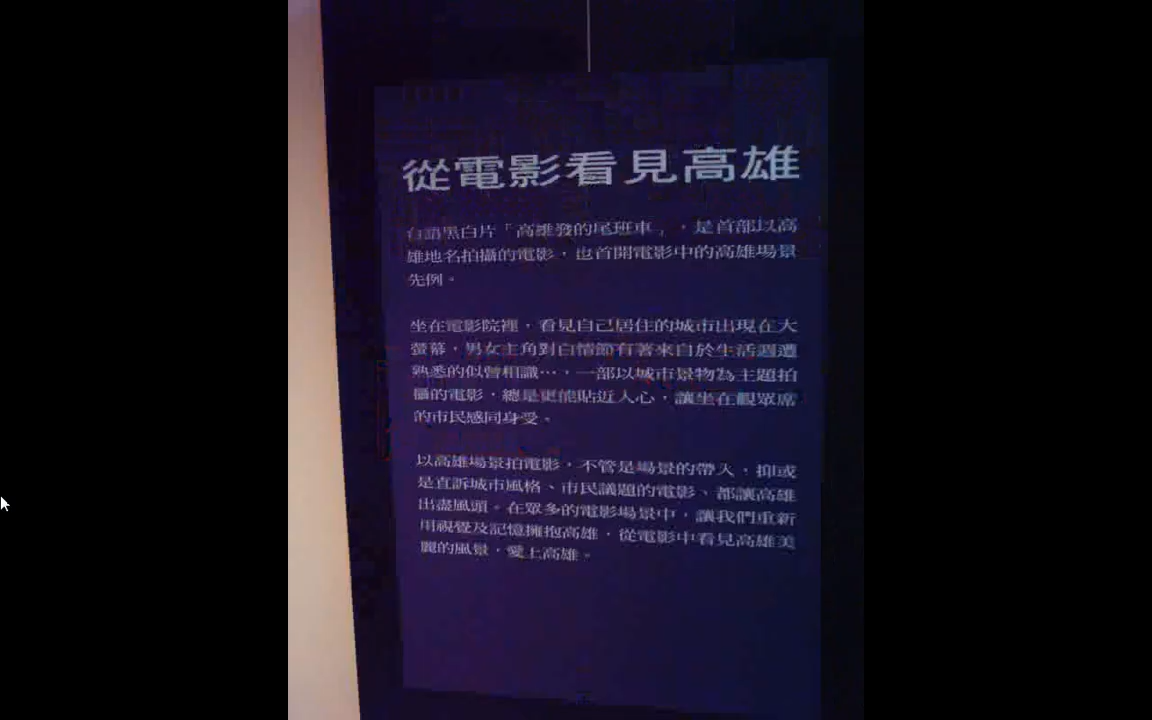 從電影看見高雄
台語黑白片「高雄發的尾班車」，是首部以高
雄地名拍攝的電影，也首開電影中的高雄場景
先例。
坐在電影院裡，看見自己居住的城市出現在大
螢幕，男女主角對白情節有著來自於生活週遭
熟悉的似曾相識…，一部以城市景物為主題拍
攝的電影，總是更能貼近人心，讓坐在觀眾席
的市民感同身受。
以高雄場景拍電影，不管是場景的帶入，抑或
是直訴城市風格、市民議題的電影、都讓高雄
出盡風頭。在眾多的電影場景中，讓我們重新
用視覺及記憶擁抱高雄，從電影中看見高雄美
麗的風景，愛上高雄。